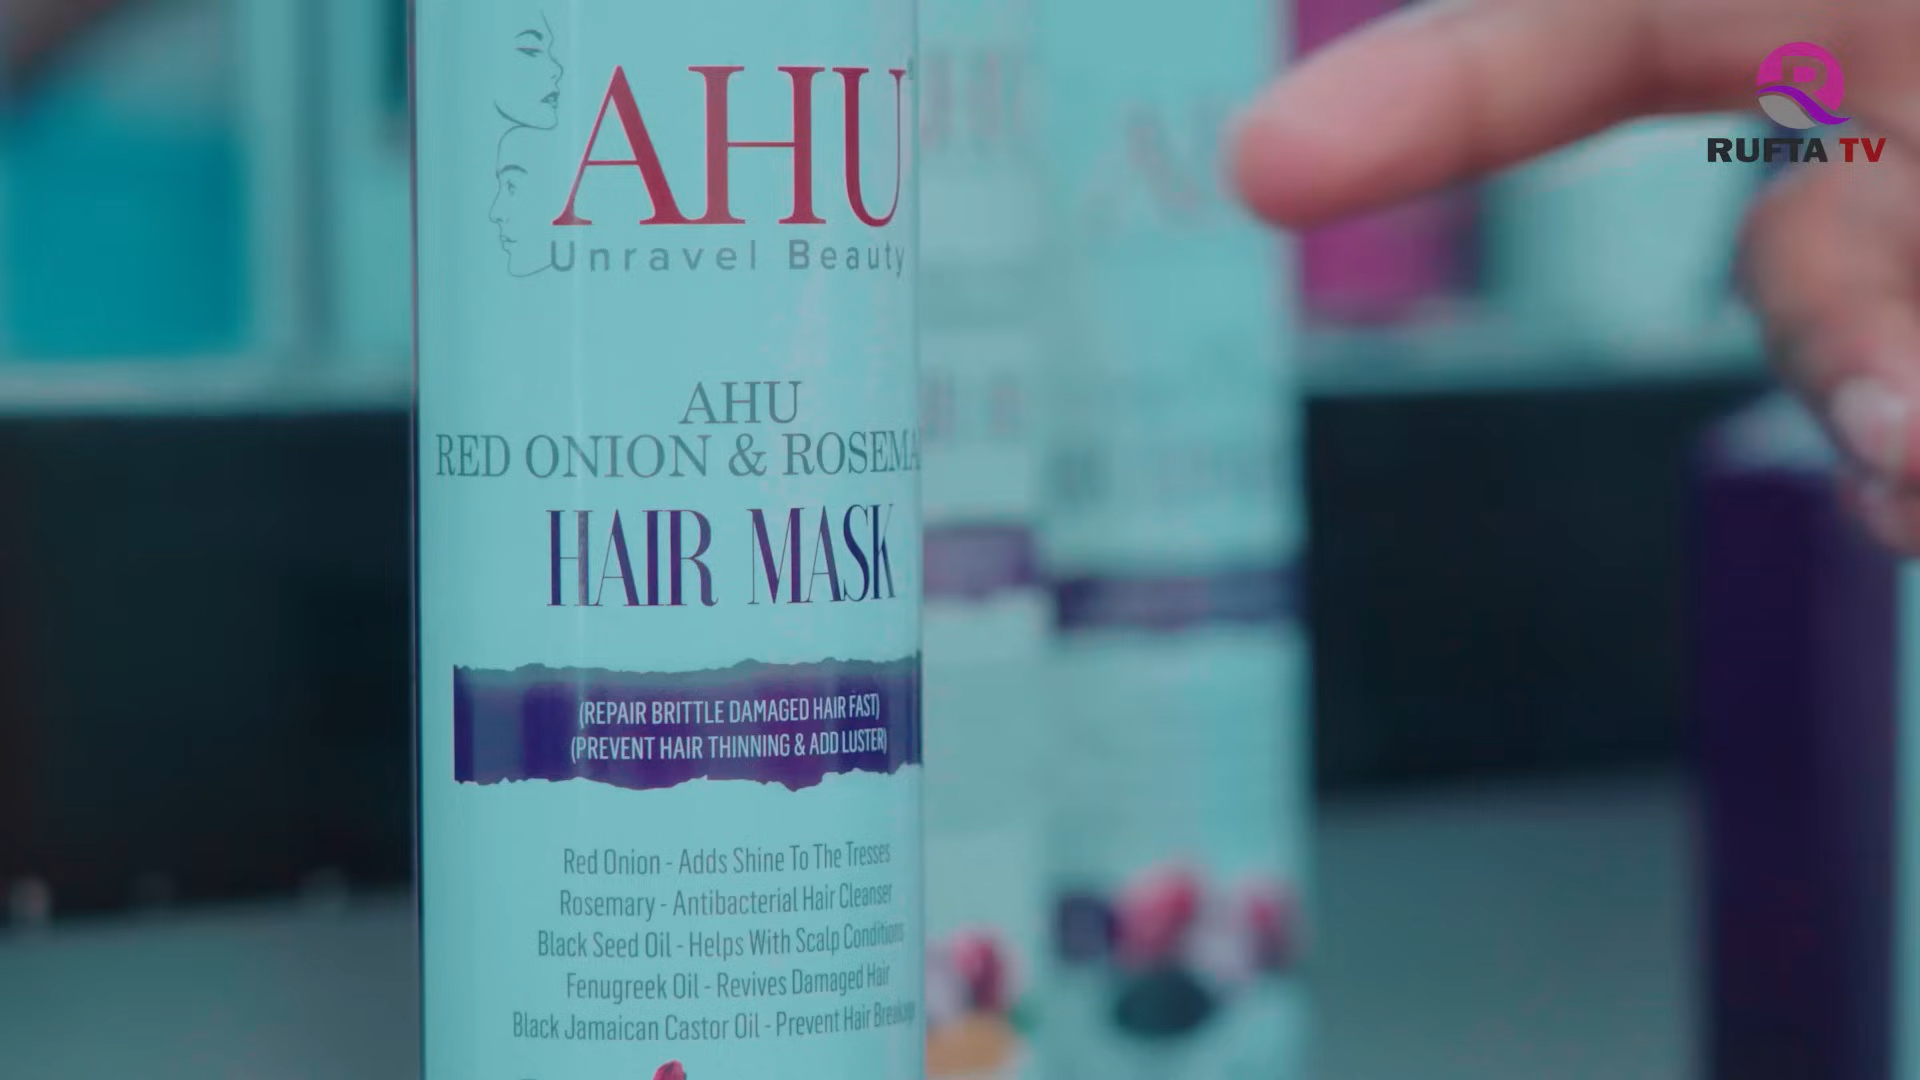 AHU
Unravel Beauty
AHU
RED ONION & ROSEMA
HAIR MASK
(REPAIR BRITTLE DAMAGED HAIR FAST)
(PREVENT HAIR THINNING & ADD LUSTER)
Red Onion - Adds Shine To The Tresses
Rosemary - Antibacterial Hair Cleanser
Black Seed Oil - Helps With Scalp Conditions
Fenugreek Oil - Revives Damaged Hair
Black Jamaican Castor Oil - Prevent Hair Breakage
RUFTA TV